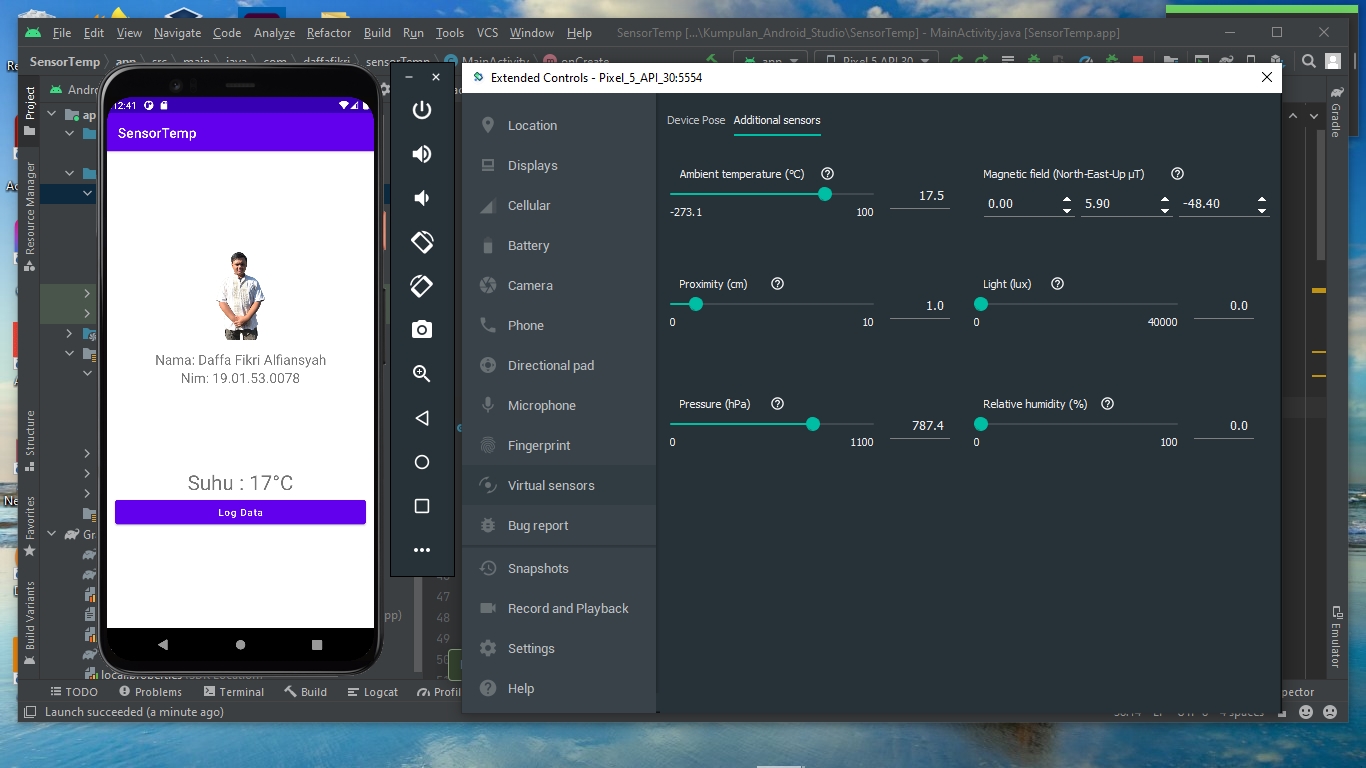 File Edit View Navigate Code Analyze Refactor Build Run Tools VCS Window Help SensorTemp [...\Kumpulan_Android_Studio\SensorTemp] - MainActivity.java [SensorTemp.app]
SensorTemp app src main java com daffafikri sensorTemp MainActivity onCreate app Pixel 5 API 30
Project
Resource Manager
Structure
Favorites
Build Variants
12:41
SensorTemp
Nama: Daffa Fikri Alfiansyah
Nim: 19.01.53.0078
Suhu : 17°C
Log Data
Extended Controls - Pixel_5_API_30:5554
Location
Displays
Cellular
Battery
Camera
Phone
Directional pad
Microphone
Fingerprint
Virtual sensors
Bug report
Snapshots
Record and Playback
Settings
Help
Device Pose Additional sensors
Ambient temperature (°C)
17.5
-273.1 100
Magnetic field (North-East-Up µT)
0.00 5.90 -48.40
Proximity (cm)
1.0
0 10
Light (lux)
0.0
0 40000
Pressure (hPa)
787.4
0 1100
Relative humidity (%)
0.0
0 100
Gradle
Emulator
47
48
49
local.properties
TODO Problems Terminal Build Logcat
Launch succeeded (a minute ago)